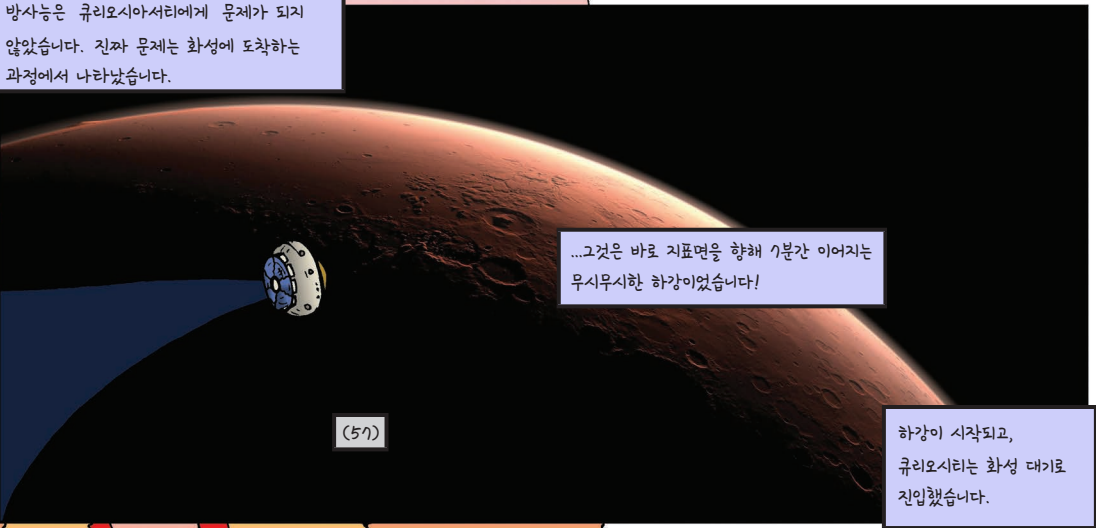 방사능은 큐리오시아서티에게 문제가 되지
않았습니다. 진짜 문제는 화성에 도착하는
과정에서 나타났습니다.
...그것은 바로 지표면을 향해 7분간 이어지는
무시무시한 하강이었습니다!
(57)
하강이 시작되고,
큐리오시티는 화성 대기로
진입했습니다.